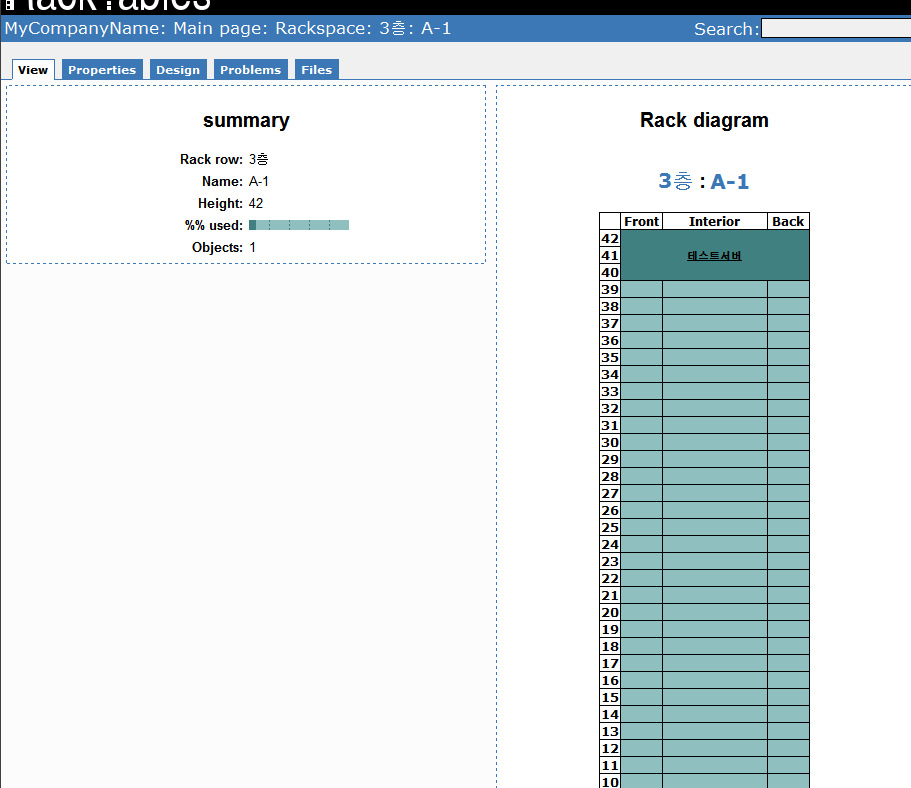 RackTables
MyCompanyName: Main page: Rackspace: 3층: A-1
Search:
View Properties Design Problems Files
summary
Rack row: 3층
Name: A-1
Height: 42
%% used:
Objects: 1
Rack diagram
3층 : A-1
Front Interior Back
42
41 테스트서버
40
39
38
37
36
35
34
33
32
31
30
29
28
27
26
25
24
23
22
21
20
19
18
17
16
15
14
13
12
11
10